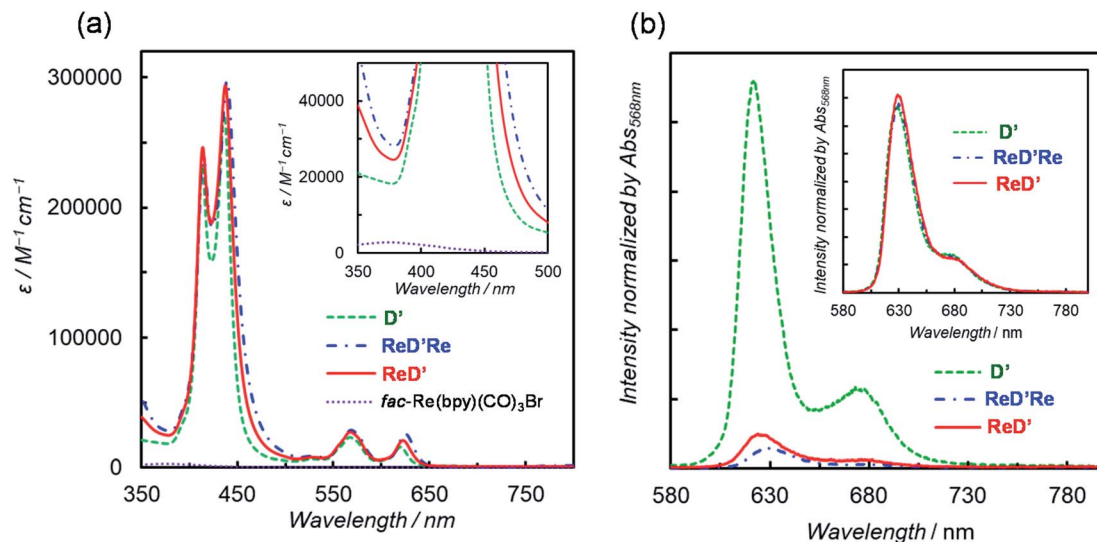 (a)
300000
200000
100000
0
ε / M⁻¹ cm⁻¹
350 450 550 650 750
Wavelength / nm
40000
20000
0
ε / M⁻¹ cm⁻¹
350 400 450 500
Wavelength / nm
D’
ReD’Re
ReD’
fac-Re(bpy)(CO)₃Br
(b)
Intensity normalized by Abs₅₆₈nm
580 630 680 730 780
Wavelength / nm
Intensity normalized by Abs₅₆₈nm
D’
ReD’Re
ReD’
580 630 680 730 780
Wavelength / nm
D’
ReD’Re
ReD’